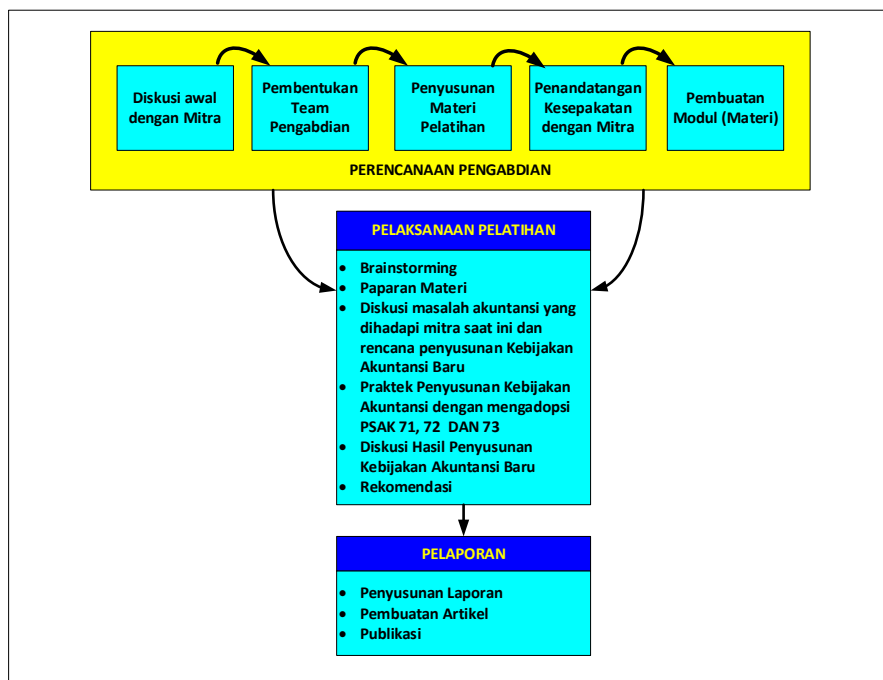 Diskusi awal
dengan Mitra
Pembentukan
Team
Pengabdian
Penyusunan
Materi
Pelatihan
Penandatangan
Kesepakatan
dengan Mitra
Pembuatan
Modul (Materi)
PERENCANAAN PENGABDIAN
PELAKSANAAN PELATIHAN
• Brainstorming
• Paparan Materi
• Diskusi masalah akuntansi yang
dihadapi mitra saat ini dan
rencana penyusunan Kebijakan
Akuntansi Baru
• Praktek Penyusunan Kebijakan
Akuntansi dengan mengadopsi
PSAK 71, 72 DAN 73
• Diskusi Hasil Penyusunan
Kebijakan Akuntansi Baru
• Rekomendasi
PELAPORAN
• Penyusunan Laporan
• Pembuatan Artikel
• Publikasi